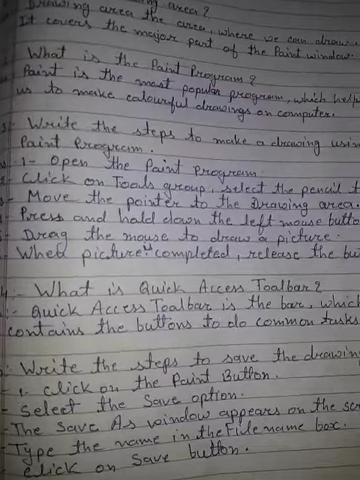 Drawing area the area, where we can draw
It covers the major part of the Paint window.
What is the Paint Program?
Paint is the most popular program, which help
us to make colourful drawings on computer.
Write the steps to make a drawing usin
Paint Program.
1- Open the Paint program.
Click on Tools group, select the pencil t
Move the pointer to the Drawing area.
Press and hold down the left mouse butto
Drag the mouse to draw a picture.
When picture is completed, release the bu
4:- What is Quick Access Toolbar?
:- Quick Access Toolbar is the bar, which
contains the buttons to do common tasks
Write the steps to save the drawing
1- Click on the Paint Button.
- Select the Save option.
- The Save As window appears on the scr
- Type the name in the File name box.
- Click on Save button.